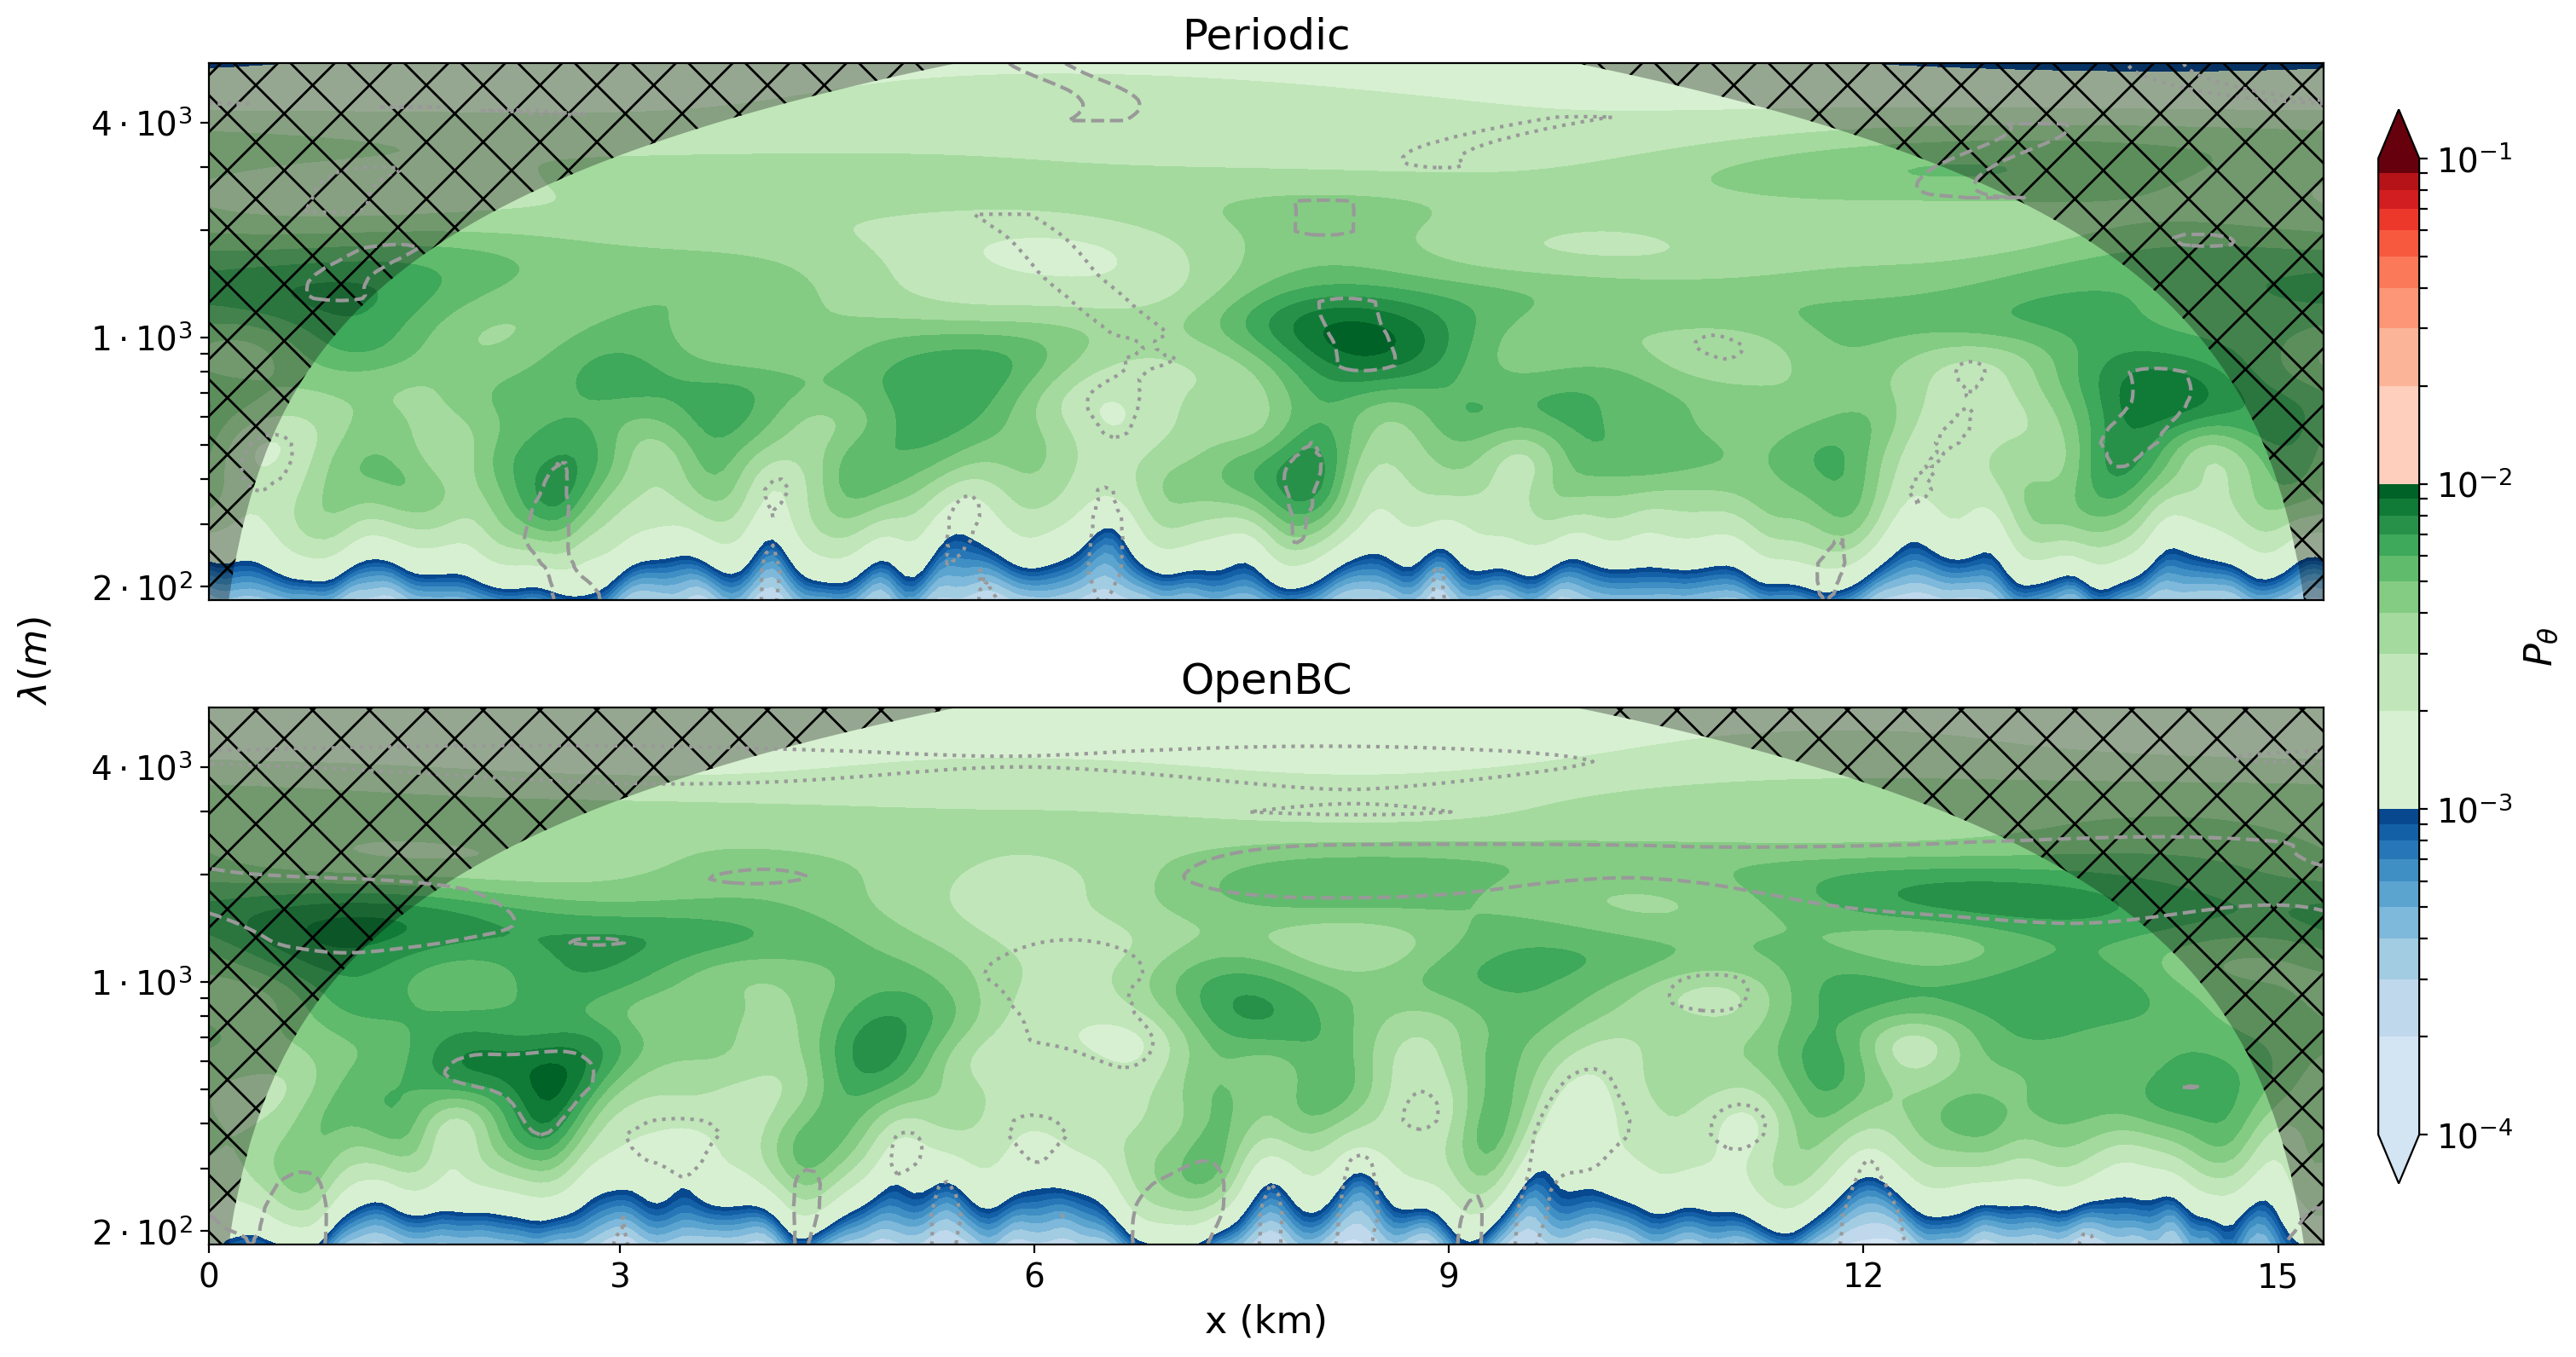 Periodic
4 · 10³
1 · 10³
2 · 10²
λ(m)
OpenBC
4 · 10³
1 · 10³
2 · 10²
0 3 6 9 12 15
x (km)
10⁻¹
10⁻²
10⁻³
10⁻⁴
P_θ